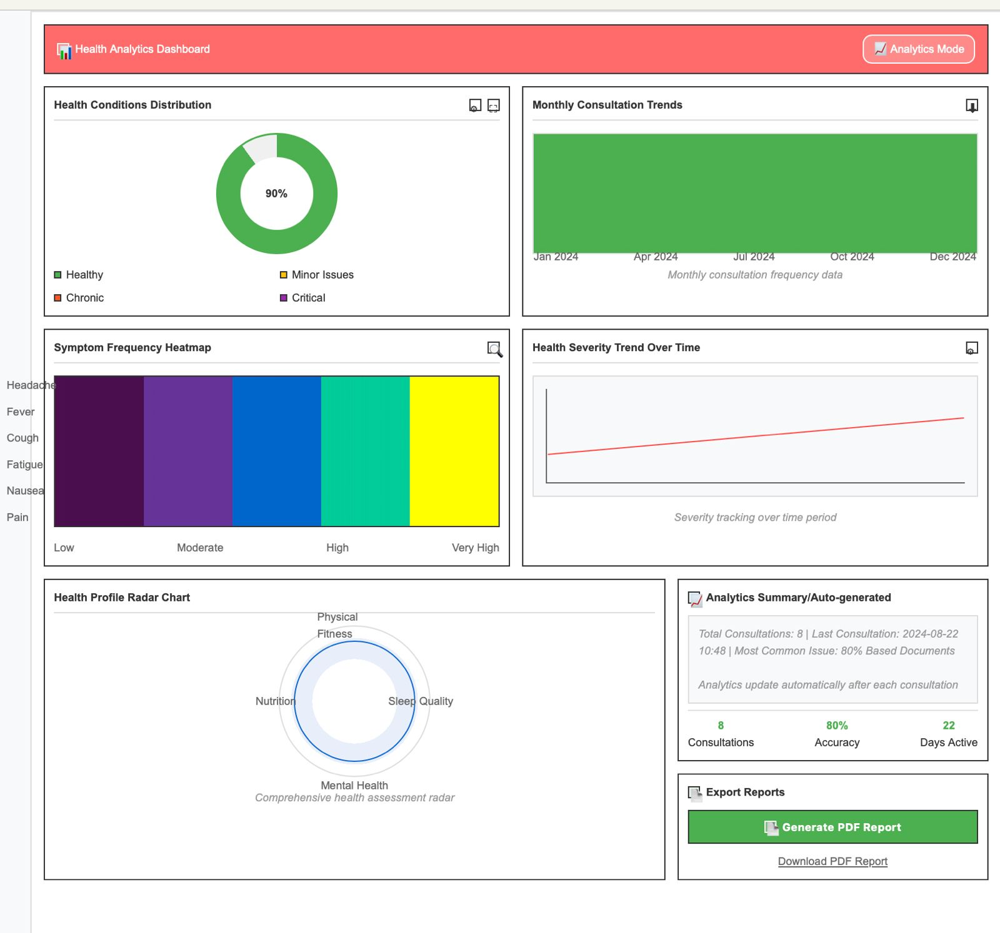 Health Analytics Dashboard
Analytics Mode
Health Conditions Distribution
90%
Healthy
Minor Issues
Chronic
Critical
Monthly Consultation Trends
Jan 2024
Apr 2024
Jul 2024
Oct 2024
Dec 2024
Monthly consultation frequency data
Symptom Frequency Heatmap
Headache
Fever
Cough
Fatigue
Nausea
Pain
Low
Moderate
High
Very High
Health Severity Trend Over Time
Severity tracking over time period
Health Profile Radar Chart
Physical
Fitness
Nutrition
Sleep Quality
Mental Health
Comprehensive health assessment radar
Analytics Summary/Auto-generated
Total Consultations: 8 | Last Consultation: 2024-08-22
10:48 | Most Common Issue: 80% Based Documents
Analytics update automatically after each consultation
8
Consultations
80%
Accuracy
22
Days Active
Export Reports
Generate PDF Report
Download PDF Report